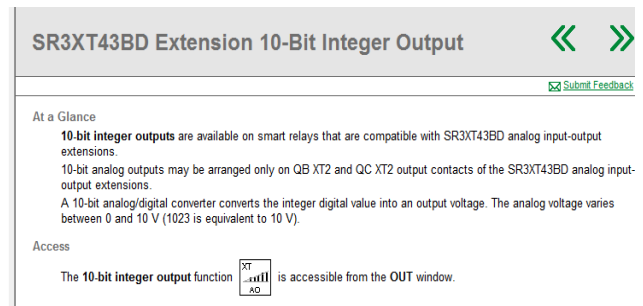 SR3XT43BD Extension 10-Bit Integer Output
Submit Feedback
At a Glance
10-bit integer outputs are available on smart relays that are compatible with SR3XT43BD analog input-output
extensions.
10-bit analog outputs may be arranged only on QB XT2 and QC XT2 output contacts of the SR3XT43BD analog input-
output extensions.
A 10-bit analog/digital converter converts the integer digital value into an output voltage. The analog voltage varies
between 0 and 10 V (1023 is equivalent to 10 V).
Access
The 10-bit integer output function XT AO is accessible from the OUT window.